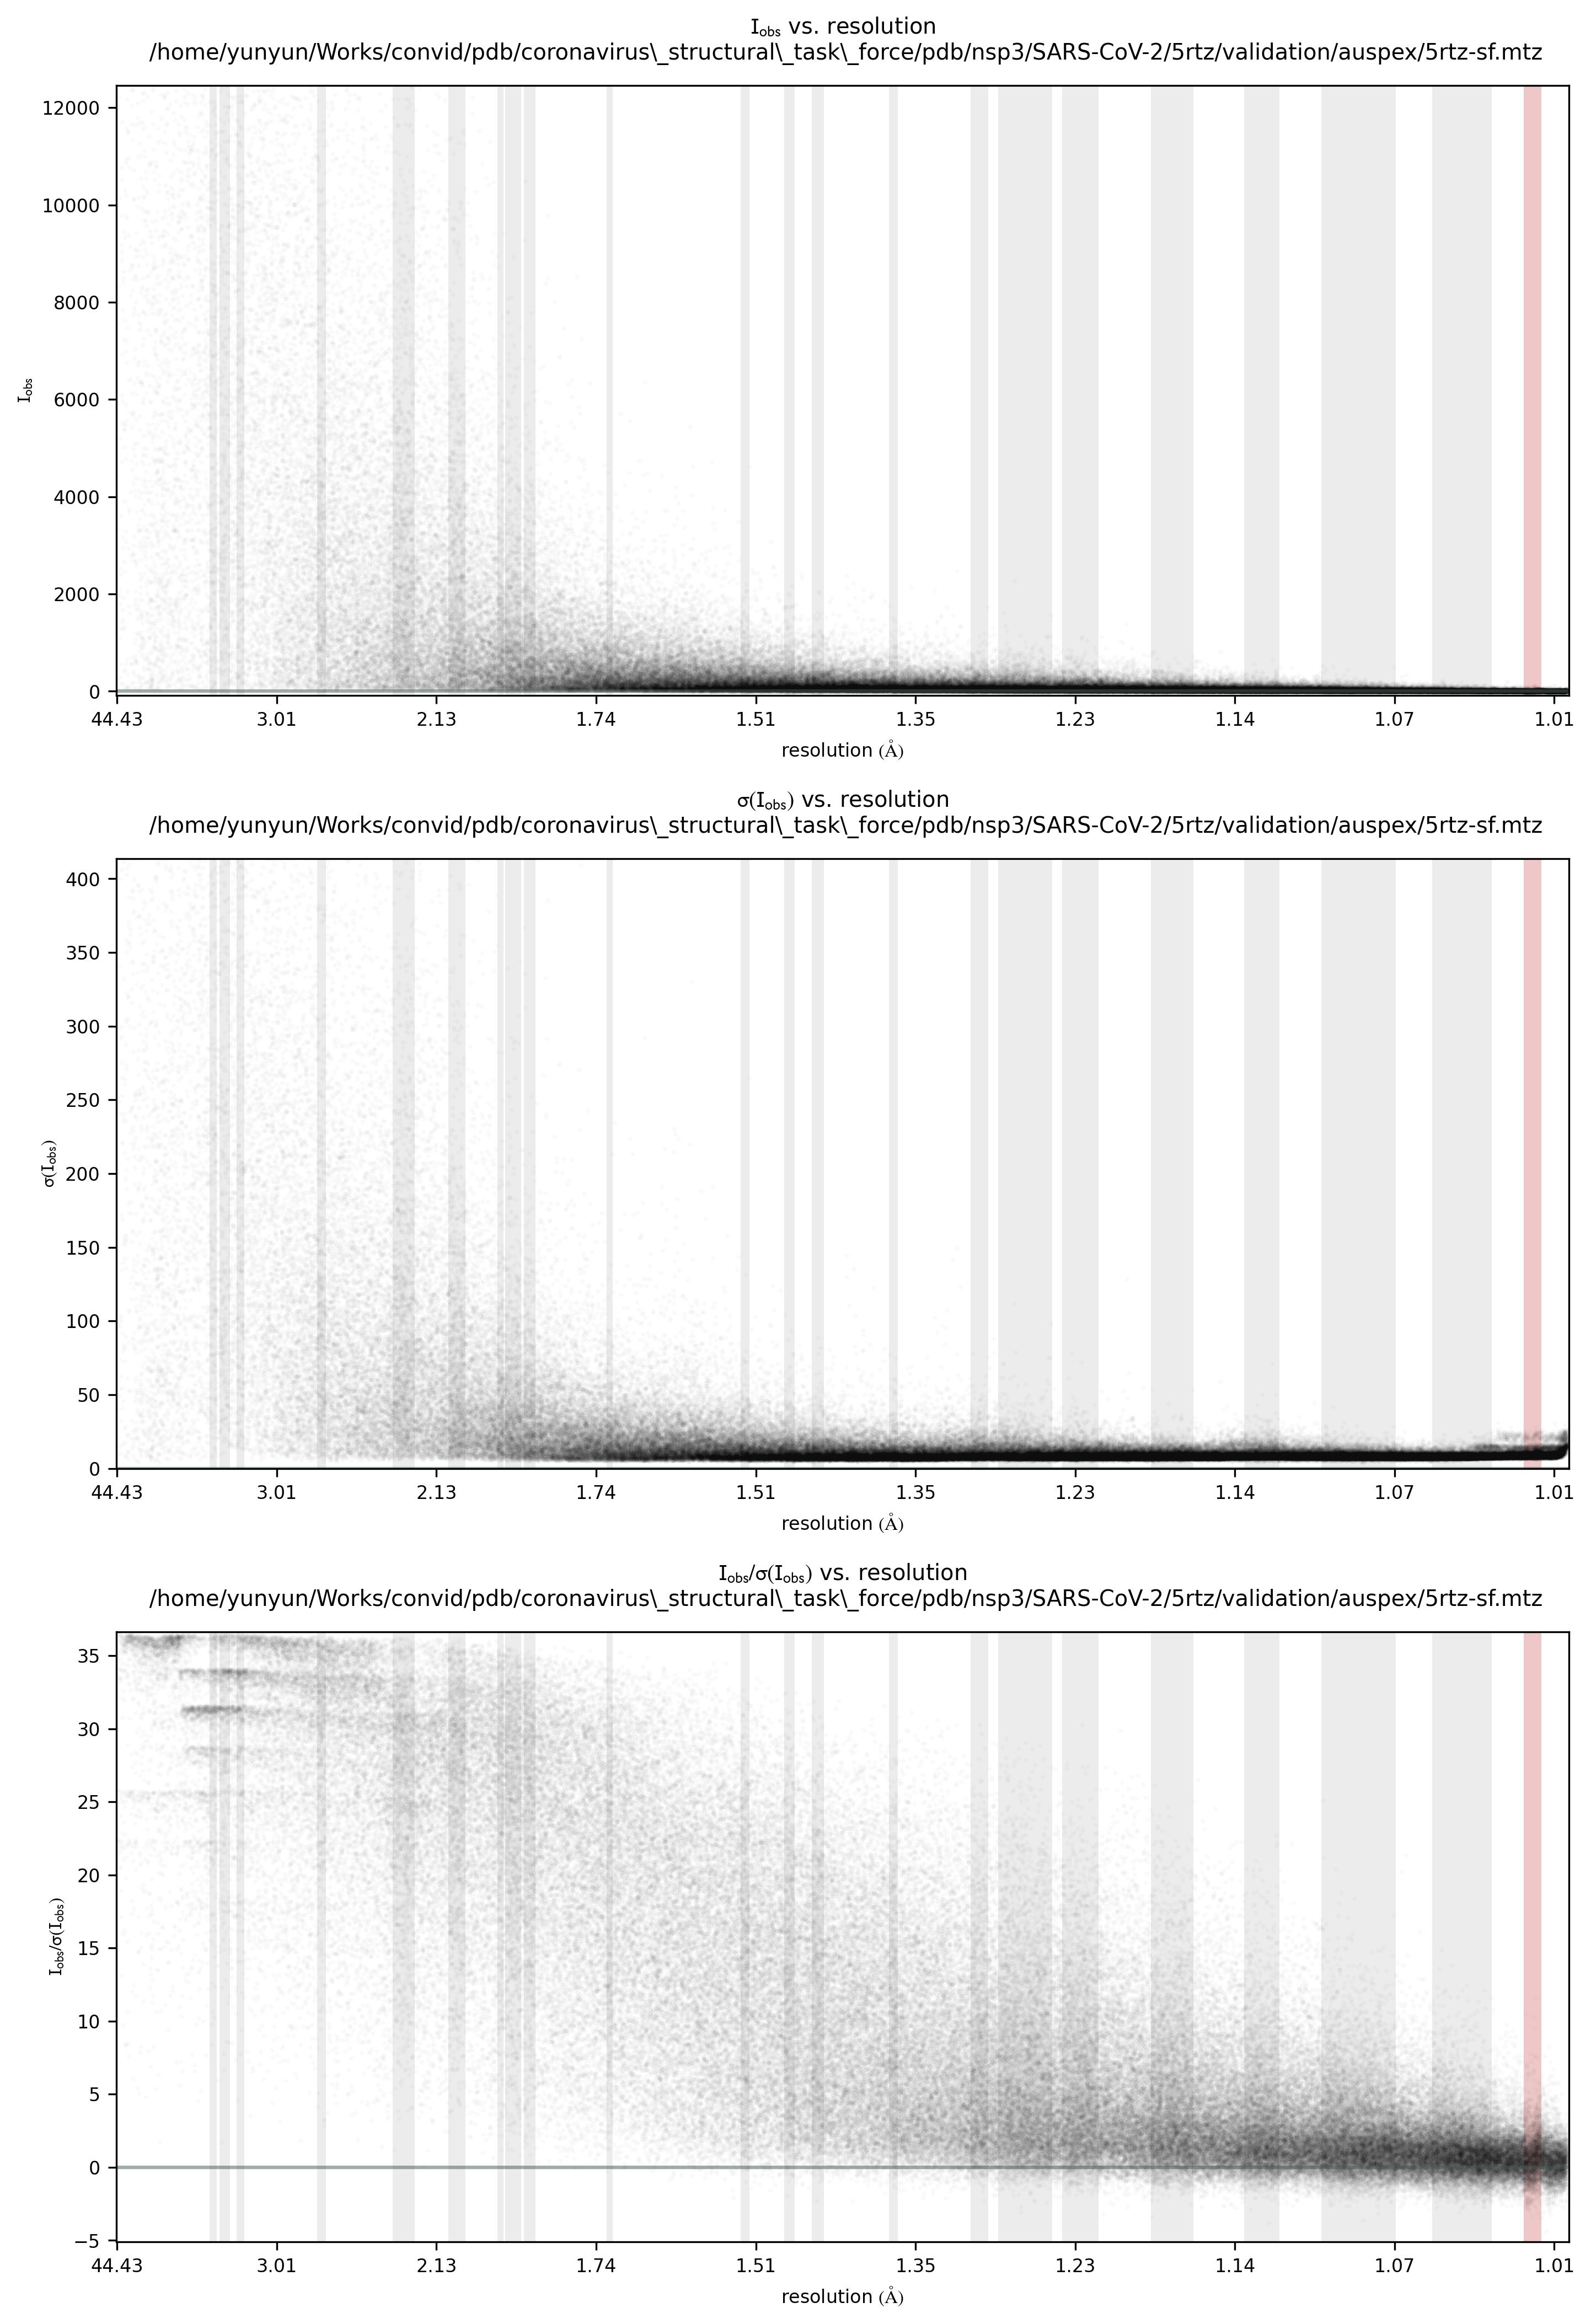 Iobs vs. resolution
/home/yunyun/Works/convid/pdb/coronavirus\_structural\_task\_force/pdb/nsp3/SARS-CoV-2/5rtz/validation/auspex/5rtz-sf.mtz
12000
10000
8000
6000
4000
2000
0
Iobs
44.43 3.01 2.13 1.74 1.51 1.35 1.23 1.14 1.07 1.01
resolution (Å)
σ(Iobs) vs. resolution
/home/yunyun/Works/convid/pdb/coronavirus\_structural\_task\_force/pdb/nsp3/SARS-CoV-2/5rtz/validation/auspex/5rtz-sf.mtz
400
350
300
250
200
150
100
50
0
σ(Iobs)
44.43 3.01 2.13 1.74 1.51 1.35 1.23 1.14 1.07 1.01
resolution (Å)
Iobs/σ(Iobs) vs. resolution
/home/yunyun/Works/convid/pdb/coronavirus\_structural\_task\_force/pdb/nsp3/SARS-CoV-2/5rtz/validation/auspex/5rtz-sf.mtz
35
30
25
20
15
10
5
0
−5
Iobs/σ(Iobs)
44.43 3.01 2.13 1.74 1.51 1.35 1.23 1.14 1.07 1.01
resolution (Å)